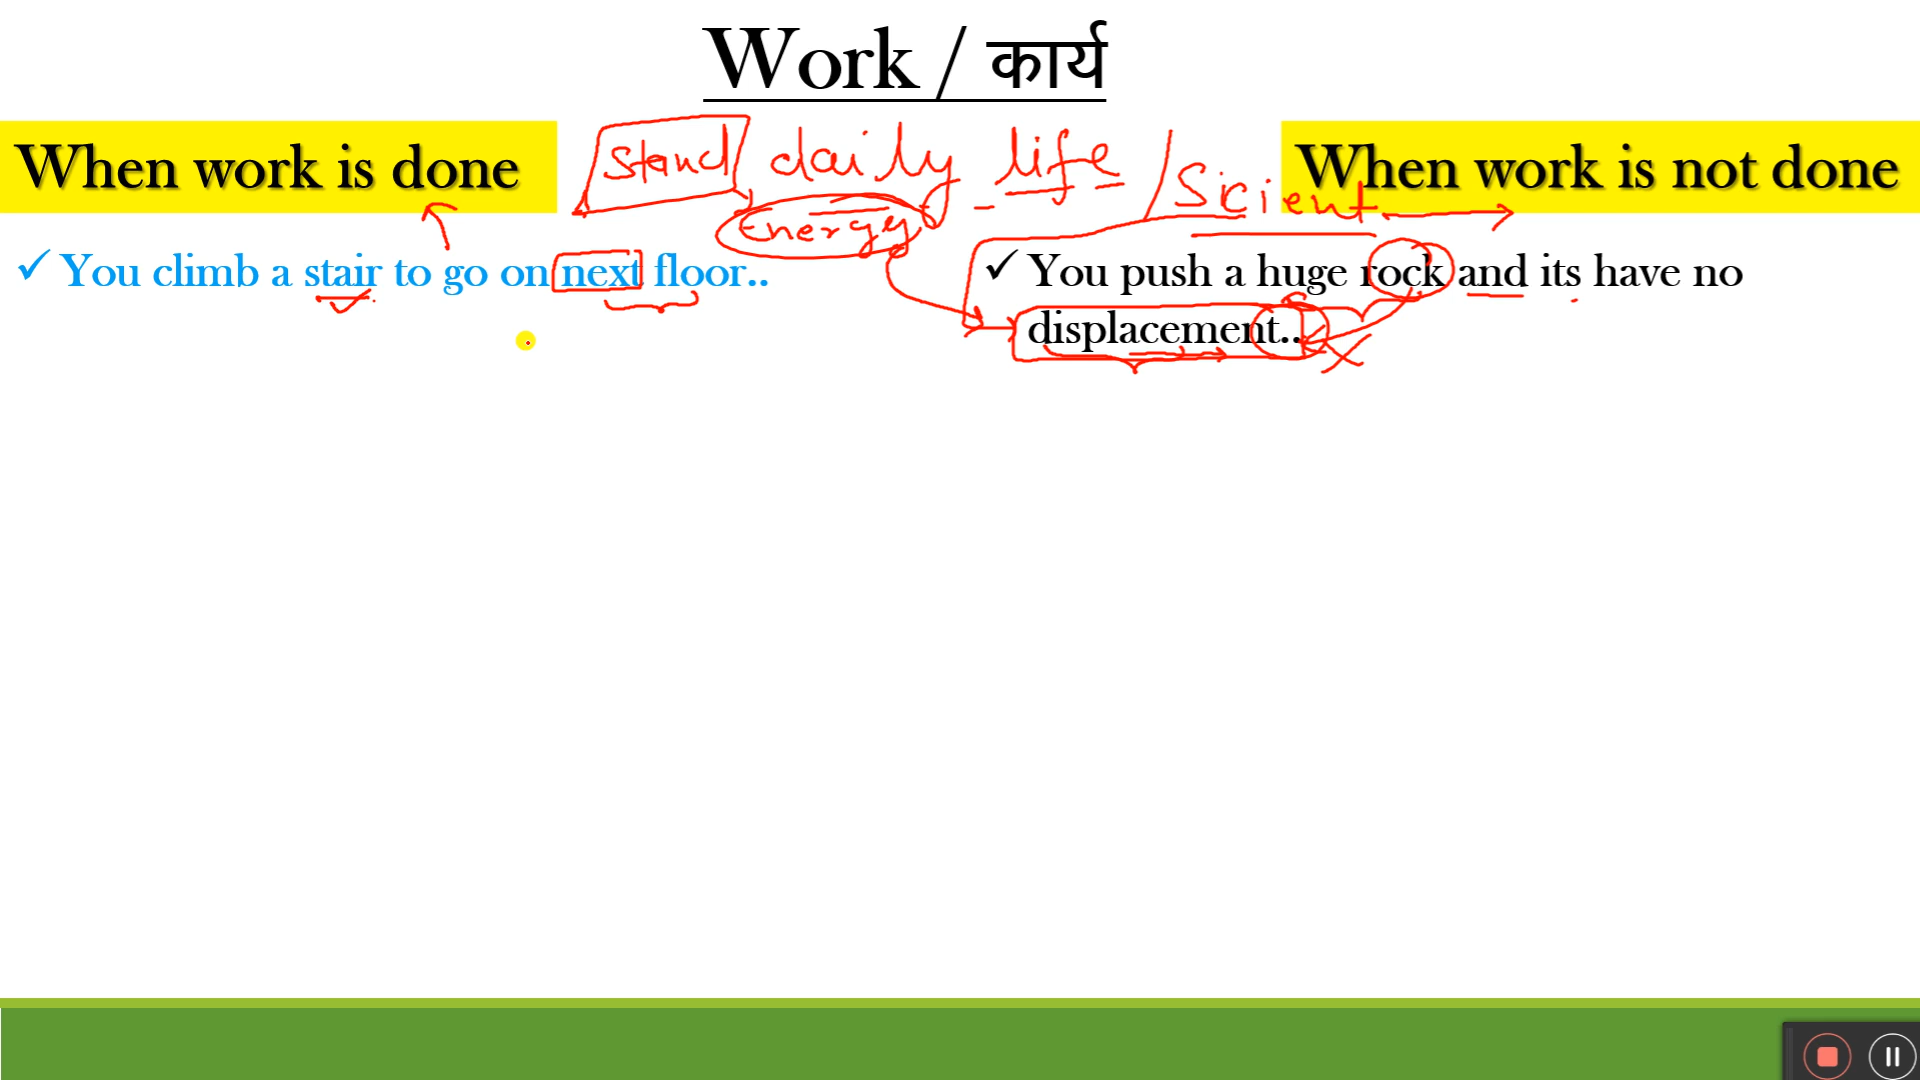 Work / कार्य
When work is done
stand daily life / Scient
When work is not done
Energy
✓ You climb a stair to go on next floor..
✓ You push a huge rock and its have no
displacement..